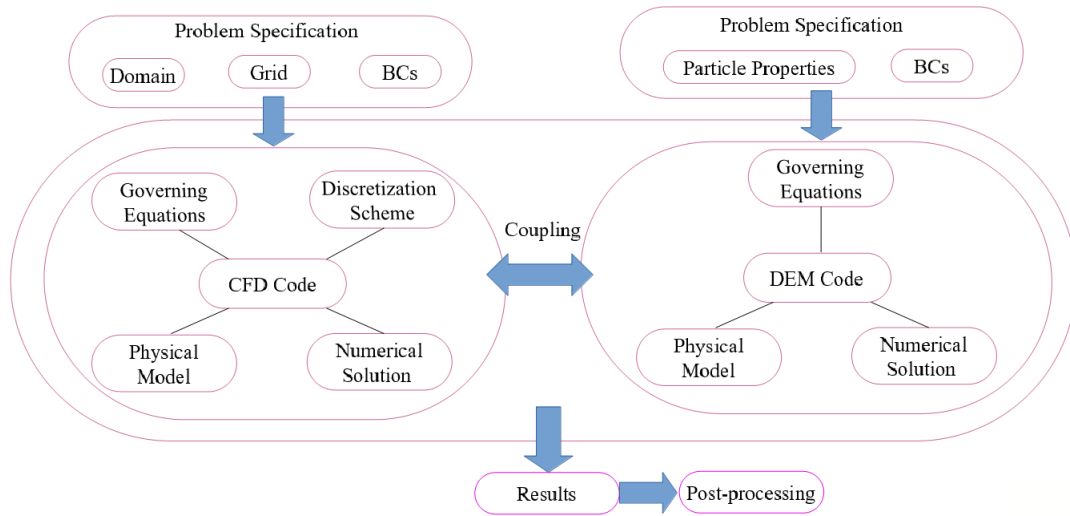 Problem Specification
Domain
Grid
BCs
Problem Specification
Particle Properties
BCs
Governing
Equations
Discretization
Scheme
CFD Code
Physical
Model
Numerical
Solution
Coupling
Governing
Equations
DEM Code
Physical
Model
Numerical
Solution
Results
Post-processing